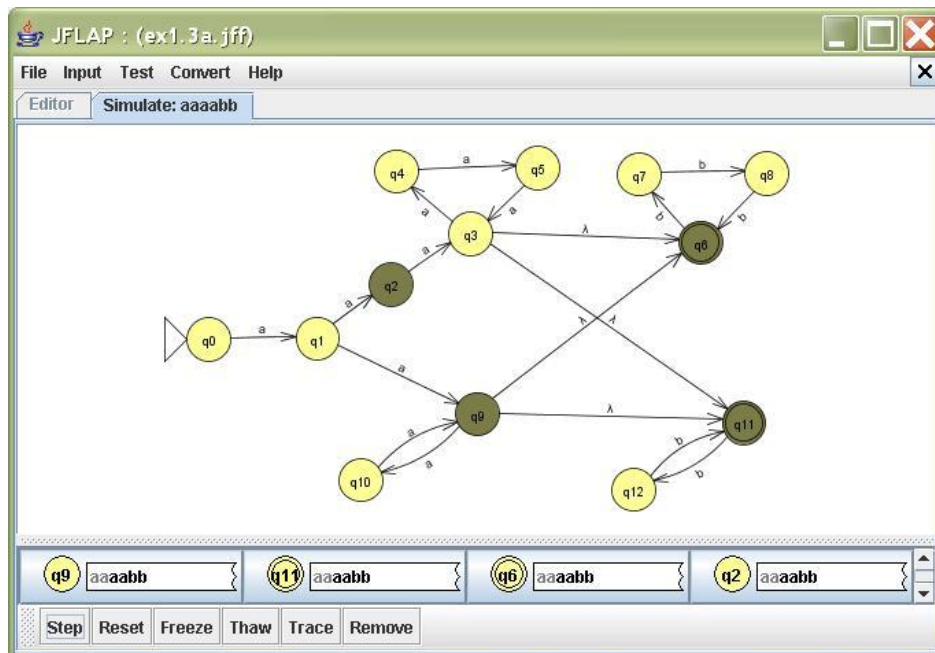 JFLAP : (ex1.3a.jff)
File Input Test Convert Help
Editor Simulate: aaaabb
q4 a q5 q7 b q8
a a b b
q3 λ q6
a
q2
a
q0 a q1 λ λ
a
q9 λ q11
a a b b
q10 q12
q9 aaaabb q11 aaaabb q6 aaaabb q2 aaaabb
Step Reset Freeze Thaw Trace Remove